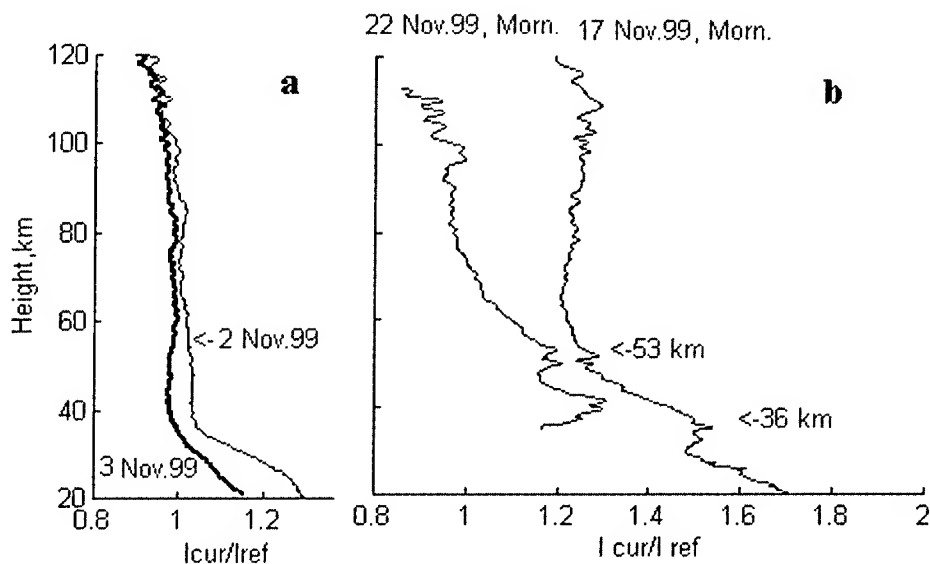 22 Nov.99, Morn. 17 Nov.99, Morn.
120
100
80
60
40
20
Height,km
a
<-2 Nov.99
3 Nov.99
0.8 1 1.2
Icur/Iref
b
<-53 km
<-36 km
0.8 1 1.2 1.4 1.6 1.8 2
I cur/I ref